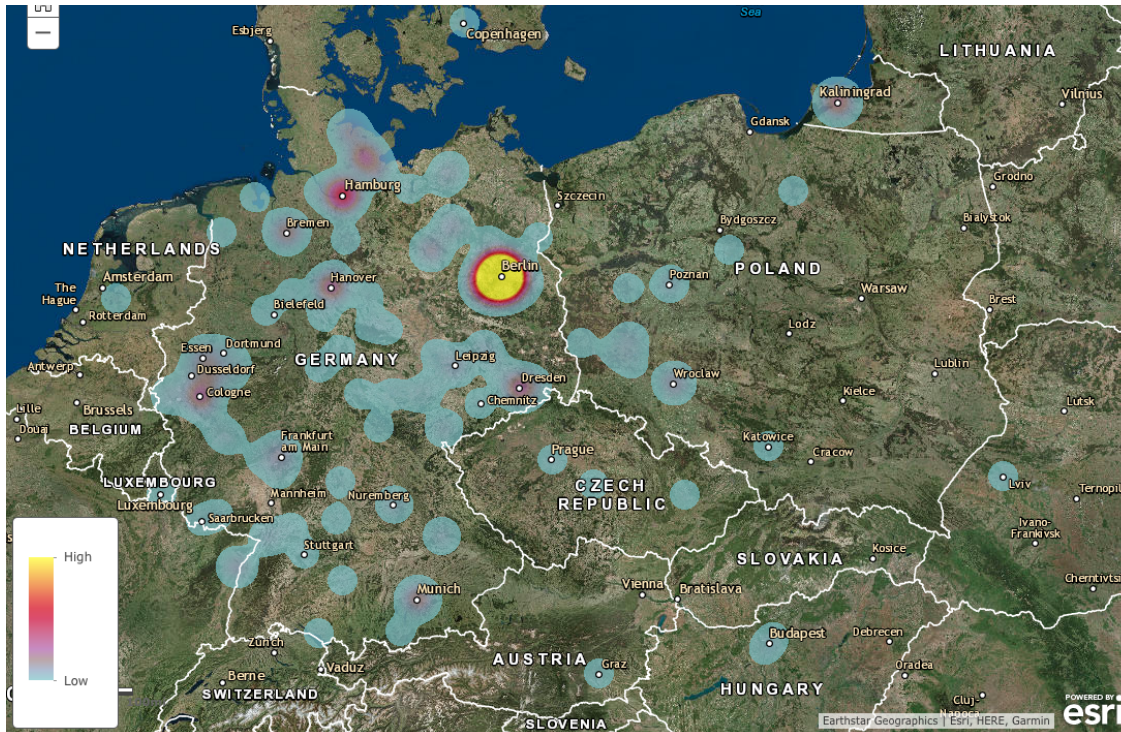 Sea
Esbjerg
Copenhagen
LITHUANIA
Kaliningrad
Vilnius
Gdansk
Hamburg
Grodno
Szczecin
Bremen
Bydgoszcz
Bialystok
NETHERLANDS
Amsterdam
Hanover
Berlin
Poznan
POLAND
The
Hague
Warsaw
Brest
Rotterdam
Bielefeld
Lodz
Essen
Dortmund
GERMANY
Leipzig
Antwerp
Dusseldorf
Wroclaw
Lublin
Cologne
Dresden
Chemnitz
Kielce
Brussels
Lille
BELGIUM
Lutsk
Douai
Frankfurt
am Main
Prague
Katowice
Cracow
LUXEMBOURG
Luxembourg
Mannheim
Nuremberg
CZECH
REPUBLIC
Lviv
Ternopil
Saarbrucken
Ivano-
Frankivsk
Stuttgart
SLOVAKIA
Kosice
High
Low
Munich
Vienna
Bratislava
Cherntivtsi
Zurich
Budapest
Debrecen
Vaduz
AUSTRIA
Graz
Oradea
Berne
SWITZERLAND
HUNGARY
Cluj-
Napoca
SLOVENIA
POWERED BY
esri
Earthstar Geographics | Esri, HERE, Garmin